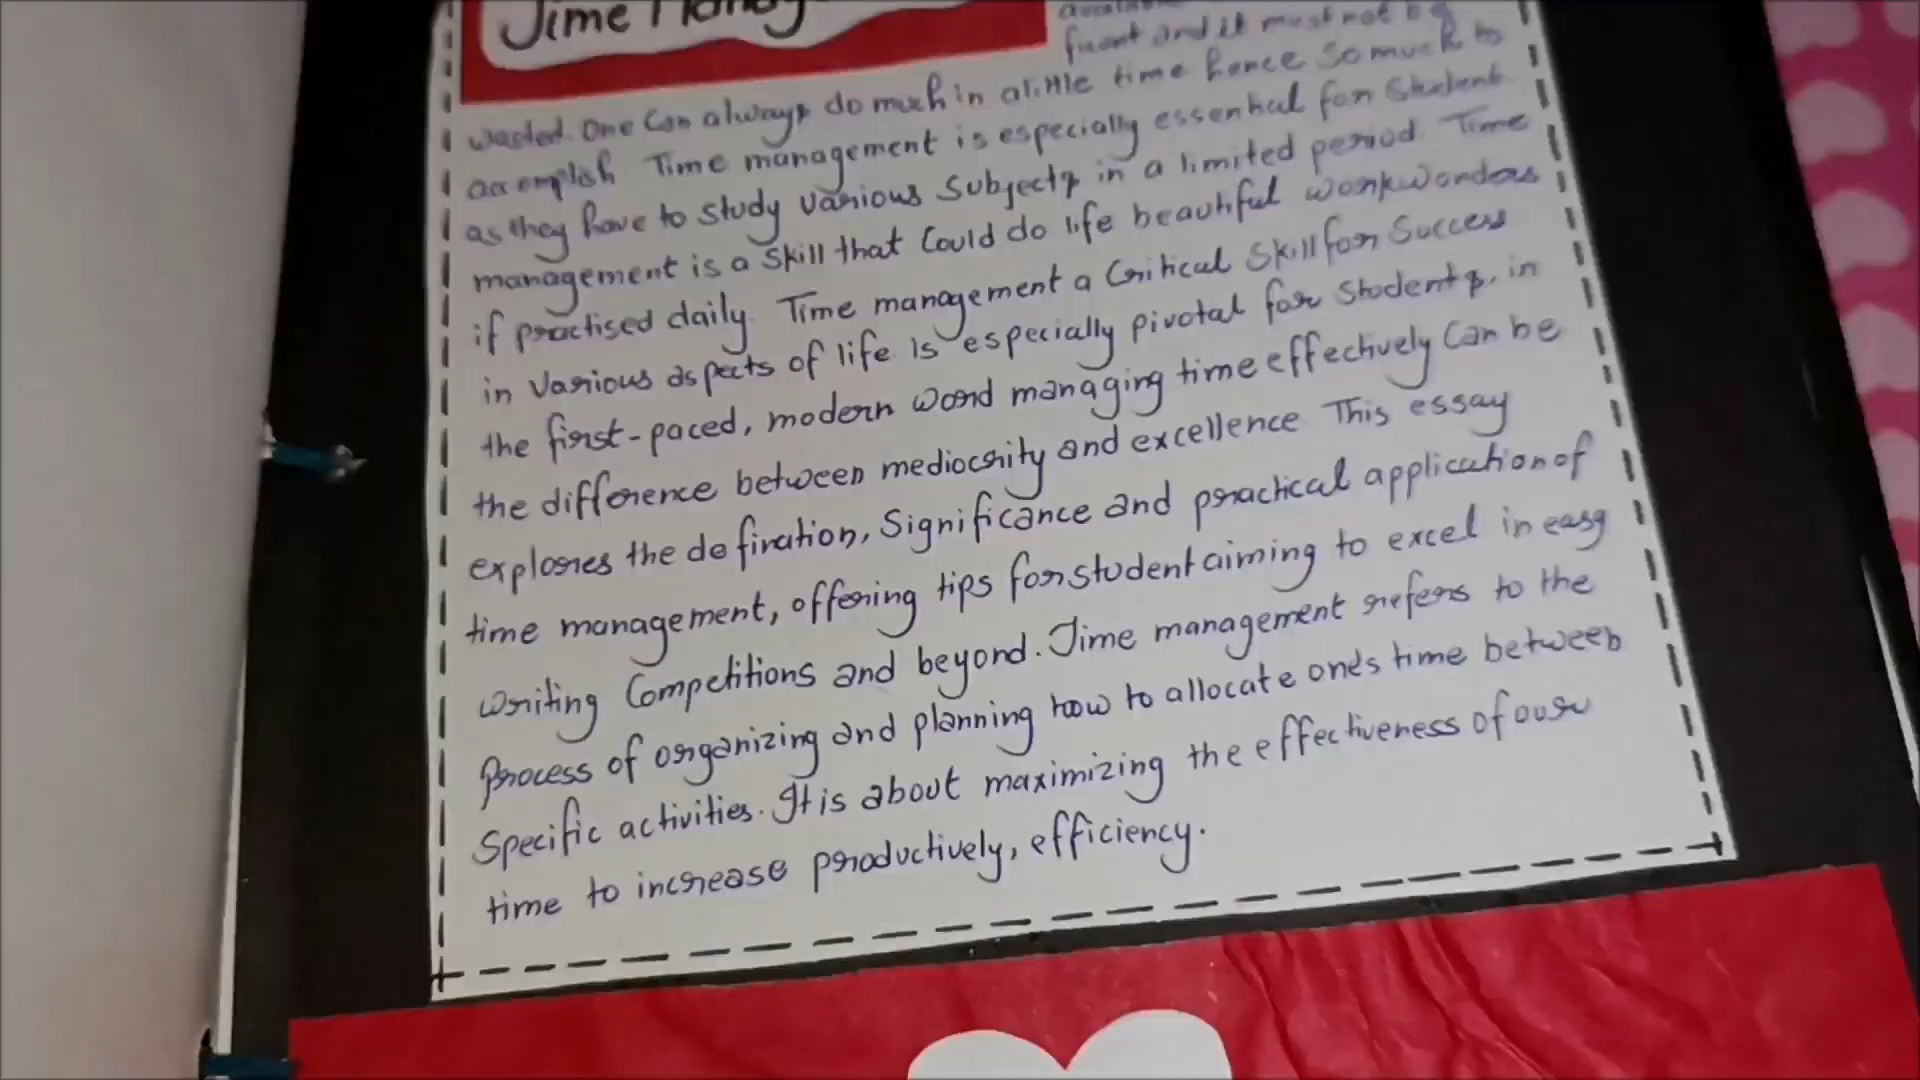 Time Manag
fuent and it must not be
wasted. One Can always do much in a little time hence so much to
accomplish Time management is especially essential for Student
as they have to study various Subjects in a limited period Time
management is a skill that Could do life beautiful work wonders
if practised daily. Time management a Critical Skill for Success
in various aspects of life is especially pivotal for students, in
the first-paced, modern word managing time effectively Can be
the difference between mediocrity and excellence This essay
explores the defination, Significance and practical application of
time management, offering tips for student aiming to excel in easy
writing Competitions and beyond. Time management refers to the
Process of organizing and planning how to allocate one's time between
Specific activities. It is about maximizing the effectiveness of our
time to increase productively, efficiency.